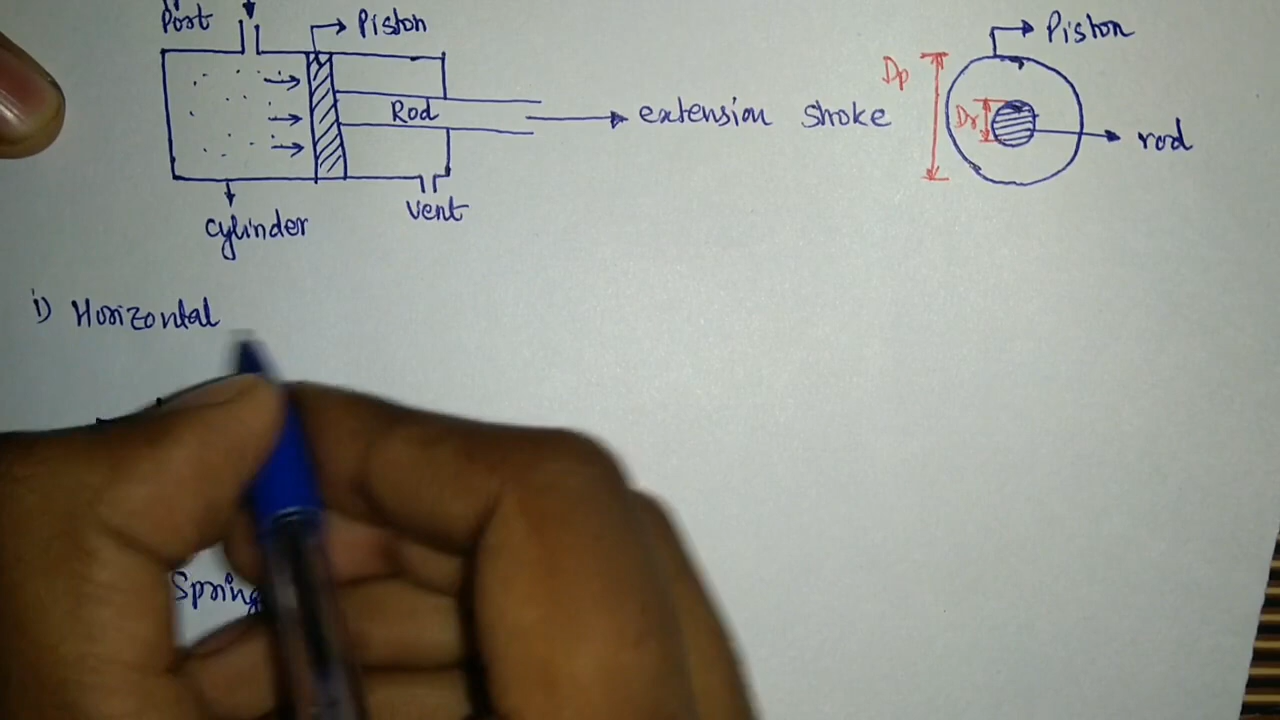 Port
Piston
Rod
extension stroke
vent
cylinder
Piston
Dp
Dr
rod
i) Horizontal
Spring